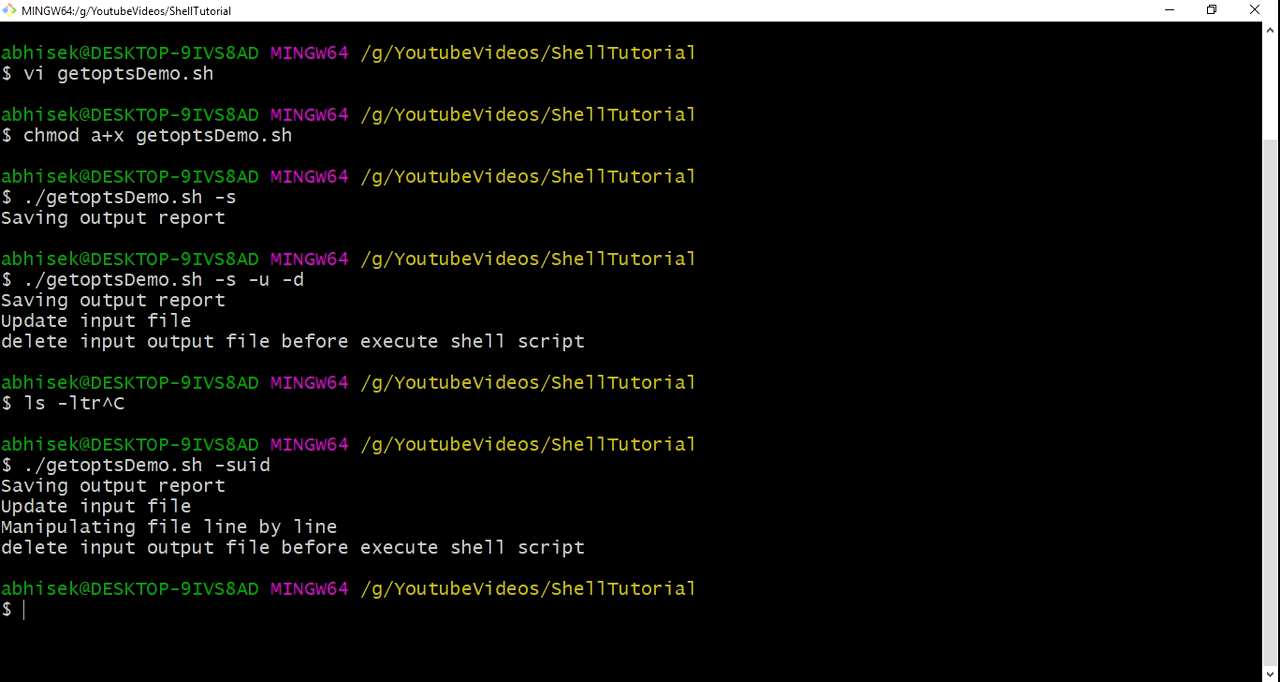 MINGW64:/g/YoutubeVideos/ShellTutorial
abhisek@DESKTOP-9IVS8AD MINGW64 /g/YoutubeVideos/ShellTutorial
$ vi getoptsDemo.sh
abhisek@DESKTOP-9IVS8AD MINGW64 /g/YoutubeVideos/ShellTutorial
$ chmod a+x getoptsDemo.sh
abhisek@DESKTOP-9IVS8AD MINGW64 /g/YoutubeVideos/ShellTutorial
$ ./getoptsDemo.sh -s
Saving output report
abhisek@DESKTOP-9IVS8AD MINGW64 /g/YoutubeVideos/ShellTutorial
$ ./getoptsDemo.sh -s -u -d
Saving output report
Update input file
delete input output file before execute shell script
abhisek@DESKTOP-9IVS8AD MINGW64 /g/YoutubeVideos/ShellTutorial
$ ls -ltr^C
abhisek@DESKTOP-9IVS8AD MINGW64 /g/YoutubeVideos/ShellTutorial
$ ./getoptsDemo.sh -suid
Saving output report
Update input file
Manipulating file line by line
delete input output file before execute shell script
abhisek@DESKTOP-9IVS8AD MINGW64 /g/YoutubeVideos/ShellTutorial
$